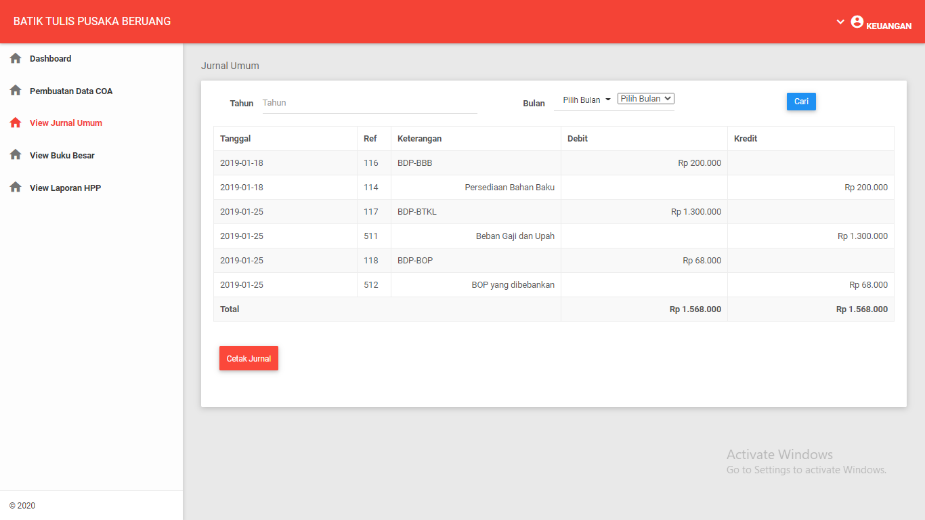 BATIK TULIS PUSAKA BERUANG
KEUANGAN
Dashboard
Pembuatan Data COA
View Jurnal Umum
View Buku Besar
View Laporan HPP
© 2020
Jurnal Umum
Tahun Tahun Bulan Pilih Bulan Pilih Bulan Cari
Tanggal Ref Keterangan Debit Kredit
2019-01-18 116 BDP-BBB Rp 200.000
2019-01-18 114 Persediaan Bahan Baku Rp 200.000
2019-01-25 117 BDP-BTKL Rp 1.300.000
2019-01-25 511 Beban Gaji dan Upah Rp 1.300.000
2019-01-25 118 BDP-BOP Rp 68.000
2019-01-25 512 BOP yang dibebankan Rp 68.000
Total Rp 1.568.000 Rp 1.568.000
Cetak Jurnal
Activate Windows
Go to Settings to activate Windows.